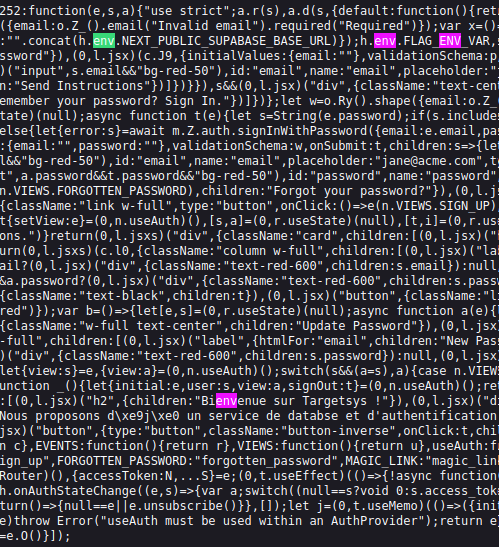 252:function(e,s,a){"use strict";a.r(s),a.d(s,{default:function(){r
({email:o.Z_().email("Invalid email").required("Required")});var x=()=
:"".concat(h.env.NEXT_PUBLIC_SUPABASE_BASE_URL)});h.env.FLAG_ENV_VAR,s
ssword"}),(0,l.jsx)(c.J9,{initialValues:{email:""},validationSchema:p,
)("input",s.email&&"bg-red-50"),id:"email",name:"email",placeholder:"j
n:"Send Instructions"})]})}),s&&(0,l.jsx)("div",{className:"text-cente
emember your password? Sign In."})]})};let w=o.Ry().shape({email:o.Z_
tate)(null);async function t(e){let s=String(e.password);if(s.includes
else{let{error:s}=await m.Z.auth.signInWithPassword({email:e.email,pas
:{email:"",password:""},validationSchema:w,onSubmit:t,children:s=>{let
l&&"bg-red-50"),id:"email",name:"email",placeholder:"jane@acme.com",ty
t",a.password&&t.password&&"bg-red-50"),id:"password",name:"password"
(n.VIEWS.FORGOTTEN_PASSWORD),children:"Forgot your password?"}),(0,l.j
{className:"link w-full",type:"button",onClick:()=>e(n.VIEWS.SIGN_UP),
t{setView:e}=(0,n.useAuth)(),[s,a]=(0,r.useState)(null),[t,i]=(0,r.us
ons.")}return(0,l.jsxs)("div",{className:"card",children:[(0,l.jsx)("h
urn(0,l.jsxs)(c.l0,{className:"column w-full",children:[(0,l.jsx)("lab
ail?(0,l.jsx)("div",{className:"text-red-600",children:s.email}):null,
&a.password?(0,l.jsx)("div",{className:"text-red-600",children:s.passw
{className:"text-black",children:t}),(0,l.jsx)("button",{className:"li
red")});var b=()=>{let[e,s]=(0,r.useState)(null);async function a(e){l
{className:"w-full text-center",children:"Update Password"}),(0,l.jsx)
-full",children:[(0,l.jsx)("label",{htmlFor:"email",children:"New Pass
)("div",{className:"text-red-600",children:s.password}):null,(0,l.jsx)
let{view:s}=e,{view:a}=(0,n.useAuth)();switch(s&&(a=s),a){case n.VIEWS
unction _(){let{initial:e,user:s,view:a,signOut:t}=(0,n.useAuth)();ret
:[(0,l.jsx)("h2",{children:"Bienvenue sur Targetsys !"}),(0,l.jsx)("di
Nous proposons d\xe9j\xe0 un service de databse et d'authentification
jsx)("button",{type:"button",className:"button-inverse",onClick:t,chil
n c},EVENTS:function(){return r},VIEWS:function(){return u},useAuth:fu
ign_up",FORGOTTEN_PASSWORD:"forgotten_password",MAGIC_LINK:"magic_link
Router)(),{accessToken:N,...S}=e;(0,t.useEffect)(()=>{!async function
h.onAuthStateChange((e,s)=>{var a;switch((null==s?void 0:s.access_toke
turn()=>{null==e||e.unsubscribe()}},[]);let j=(0,t.useMemo)(()=>({init
e)throw Error("useAuth must be used within an AuthProvider");return e}
=e.O()}]);